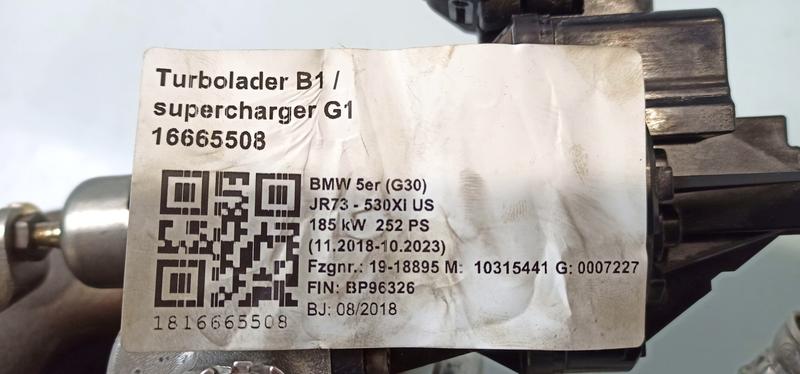 Turbolader B1 /
supercharger G1
16665508
BMW 5er (G30)
JR73 - 530XI US
185 kW 252 PS
(11.2018-10.2023)
Fzgnr.: 19-18895 M: 10315441 G: 0007227
FIN: BP96326
BJ: 08/2018
1816665508